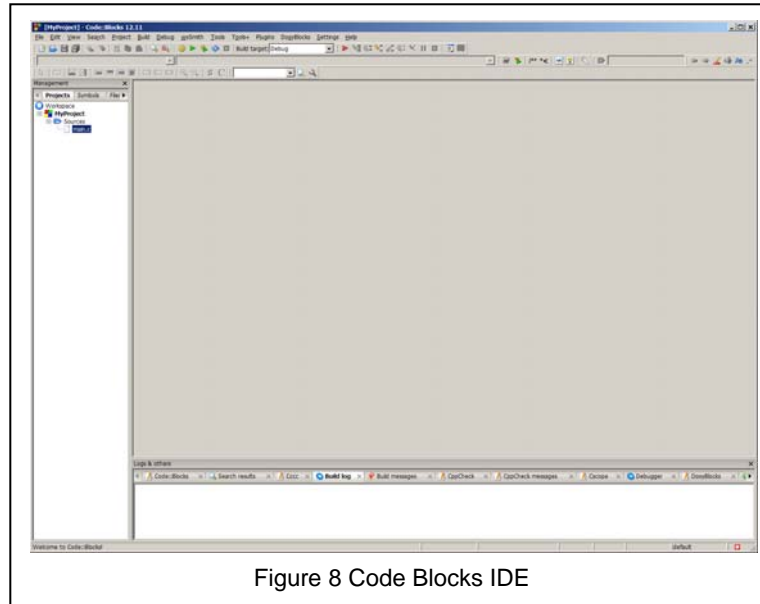 [MyProject] - Code::Blocks 12.11
File Edit View Search Project Build Debug wxSmith Tools Tools+ Plugins DoxyBlocks Settings Help
Build target: Debug
Management
Projects Symbols Files
Workspace
MyProject
Sources
main.c
Logs & others
Code::Blocks Search results Cccc Build log Build messages CppCheck CppCheck messages Cscope Debugger DoxyBlocks
Welcome to Code::Blocks! default
Figure 8 Code Blocks IDE